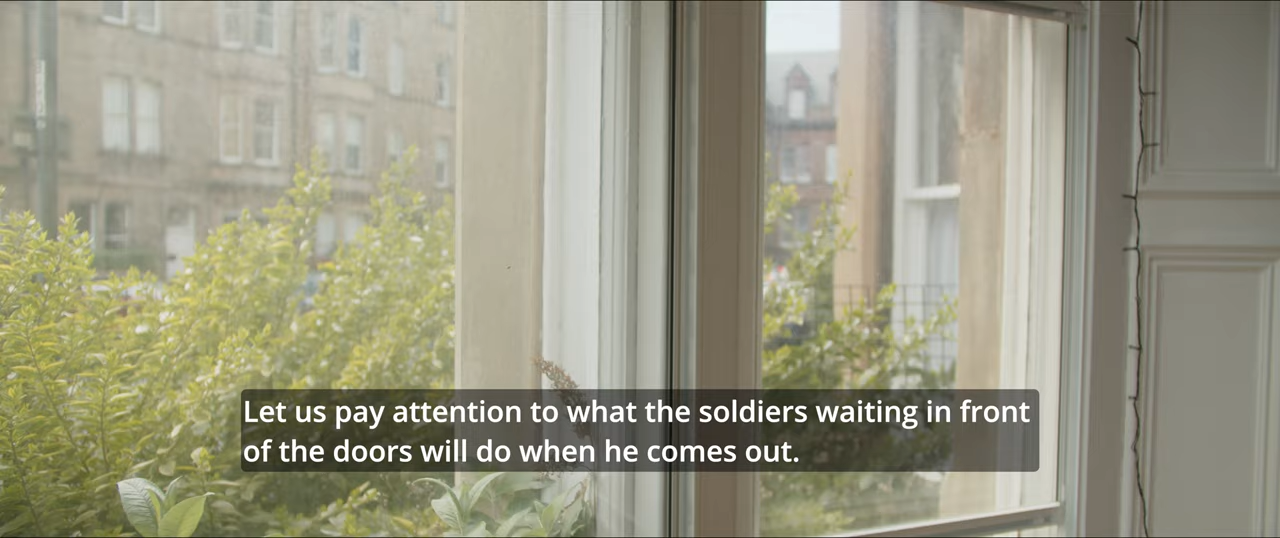 Let us pay attention to what the soldiers waiting in front
of the doors will do when he comes out.